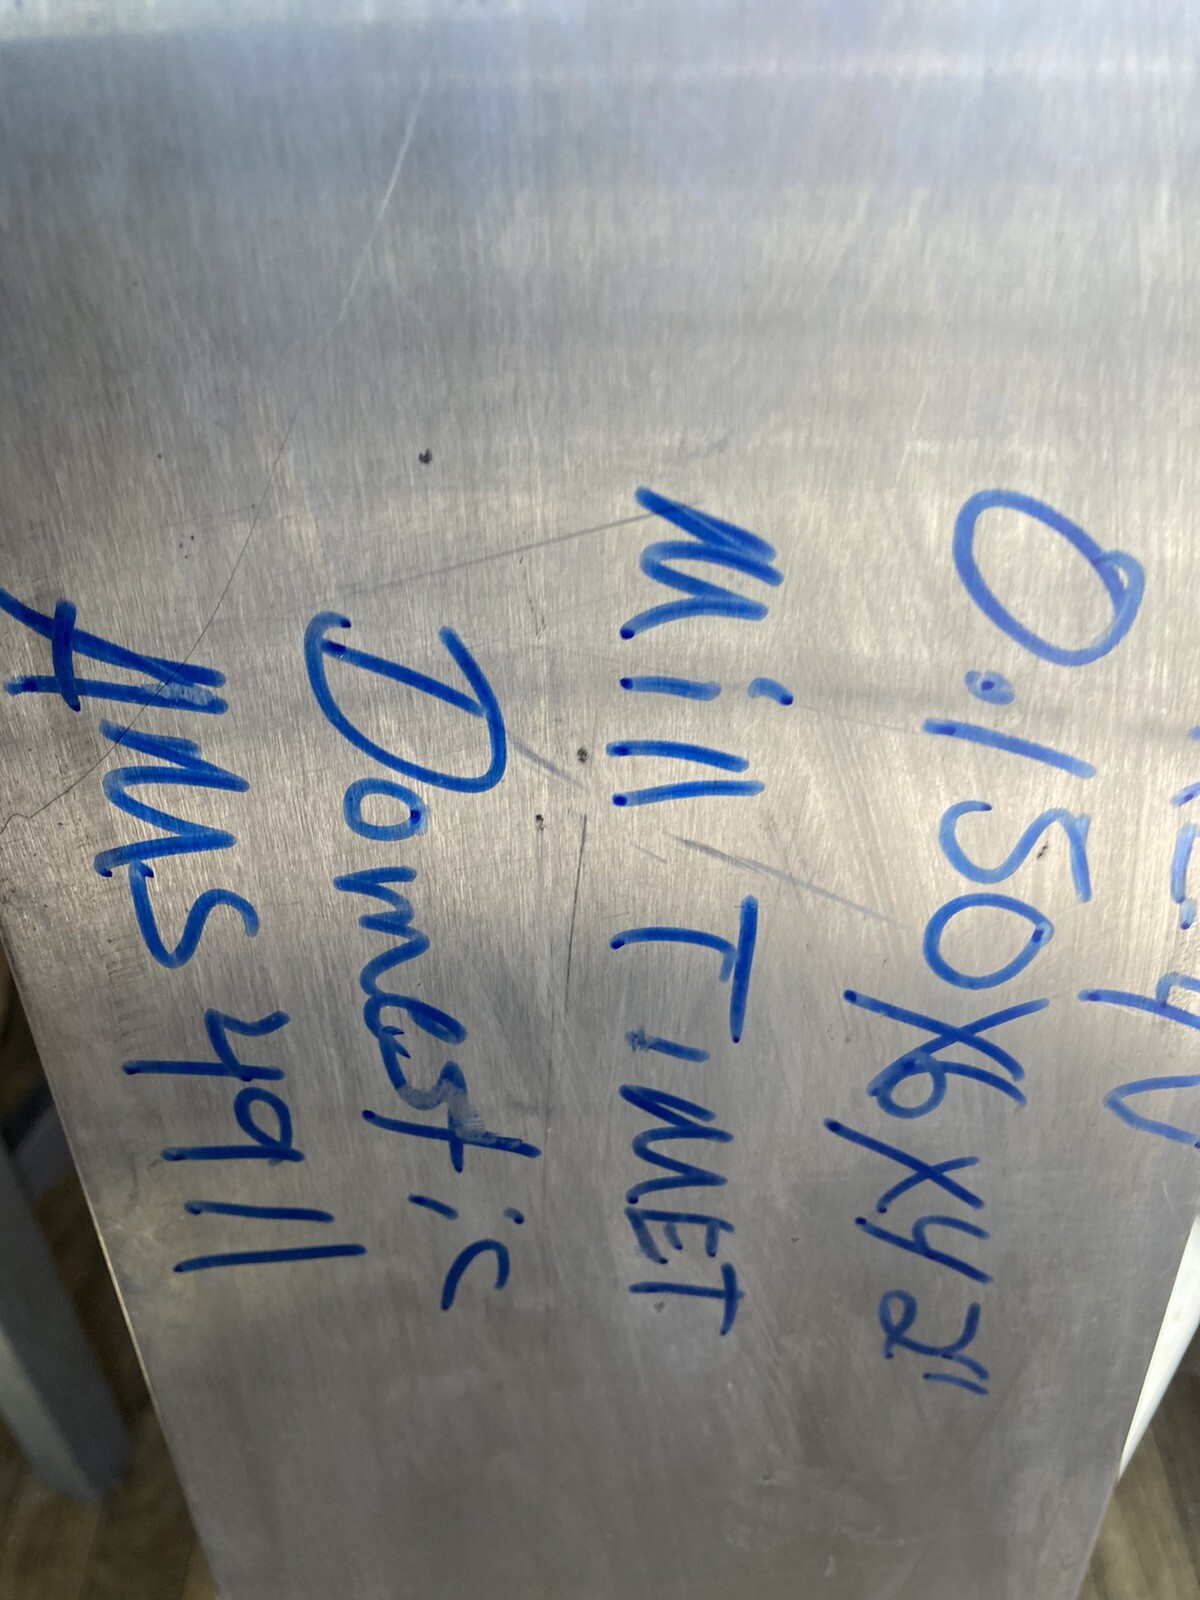 0.150X6X42"
Mill TIMET
Domestic
AMS 4911